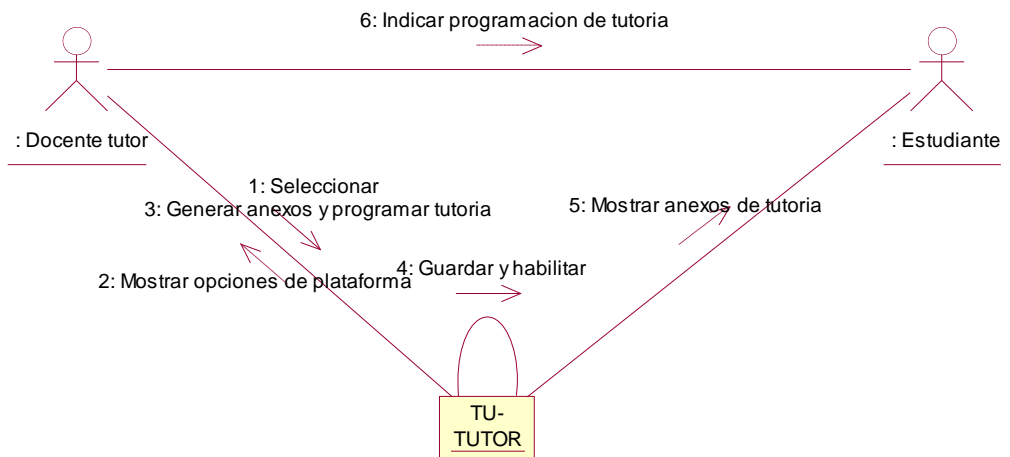 6: Indicar programacion de tutoria
: Docente tutor
: Estudiante
1: Seleccionar
3: Generar anexos y programar tutoria
5: Mostrar anexos de tutoria
2: Mostrar opciones de plataforma
4: Guardar y habilitar
TU-
TUTOR